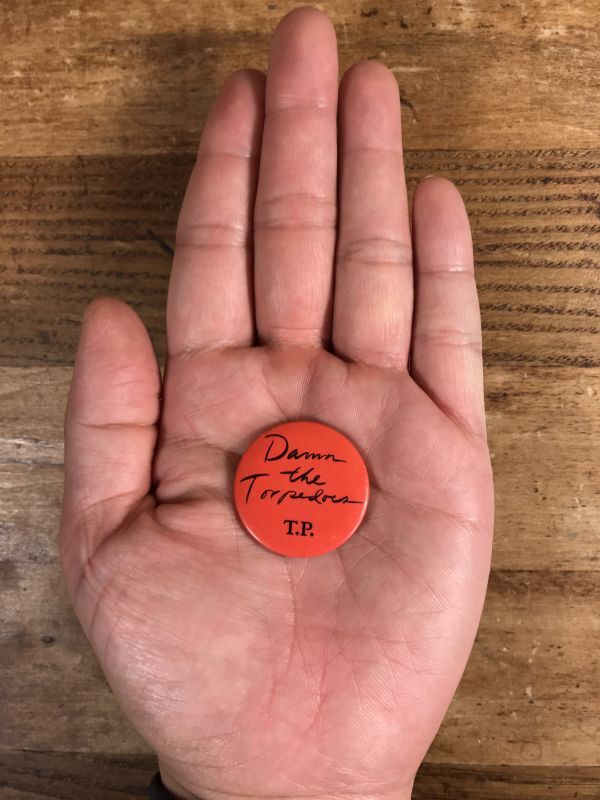 Damn
the
Torpedoes
T.P.